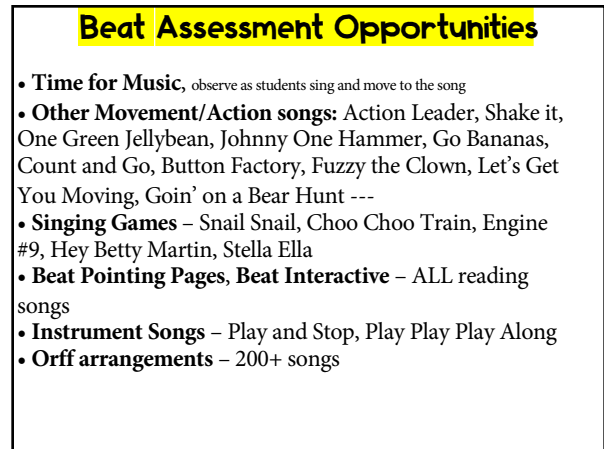 Beat Assessment Opportunities
• Time for Music, observe as students sing and move to the song
• Other Movement/Action songs: Action Leader, Shake it,
One Green Jellybean, Johnny One Hammer, Go Bananas,
Count and Go, Button Factory, Fuzzy the Clown, Let's Get
You Moving, Goin' on a Bear Hunt ---
• Singing Games – Snail Snail, Choo Choo Train, Engine
#9, Hey Betty Martin, Stella Ella
• Beat Pointing Pages, Beat Interactive – ALL reading
songs
• Instrument Songs – Play and Stop, Play Play Play Along
• Orff arrangements – 200+ songs